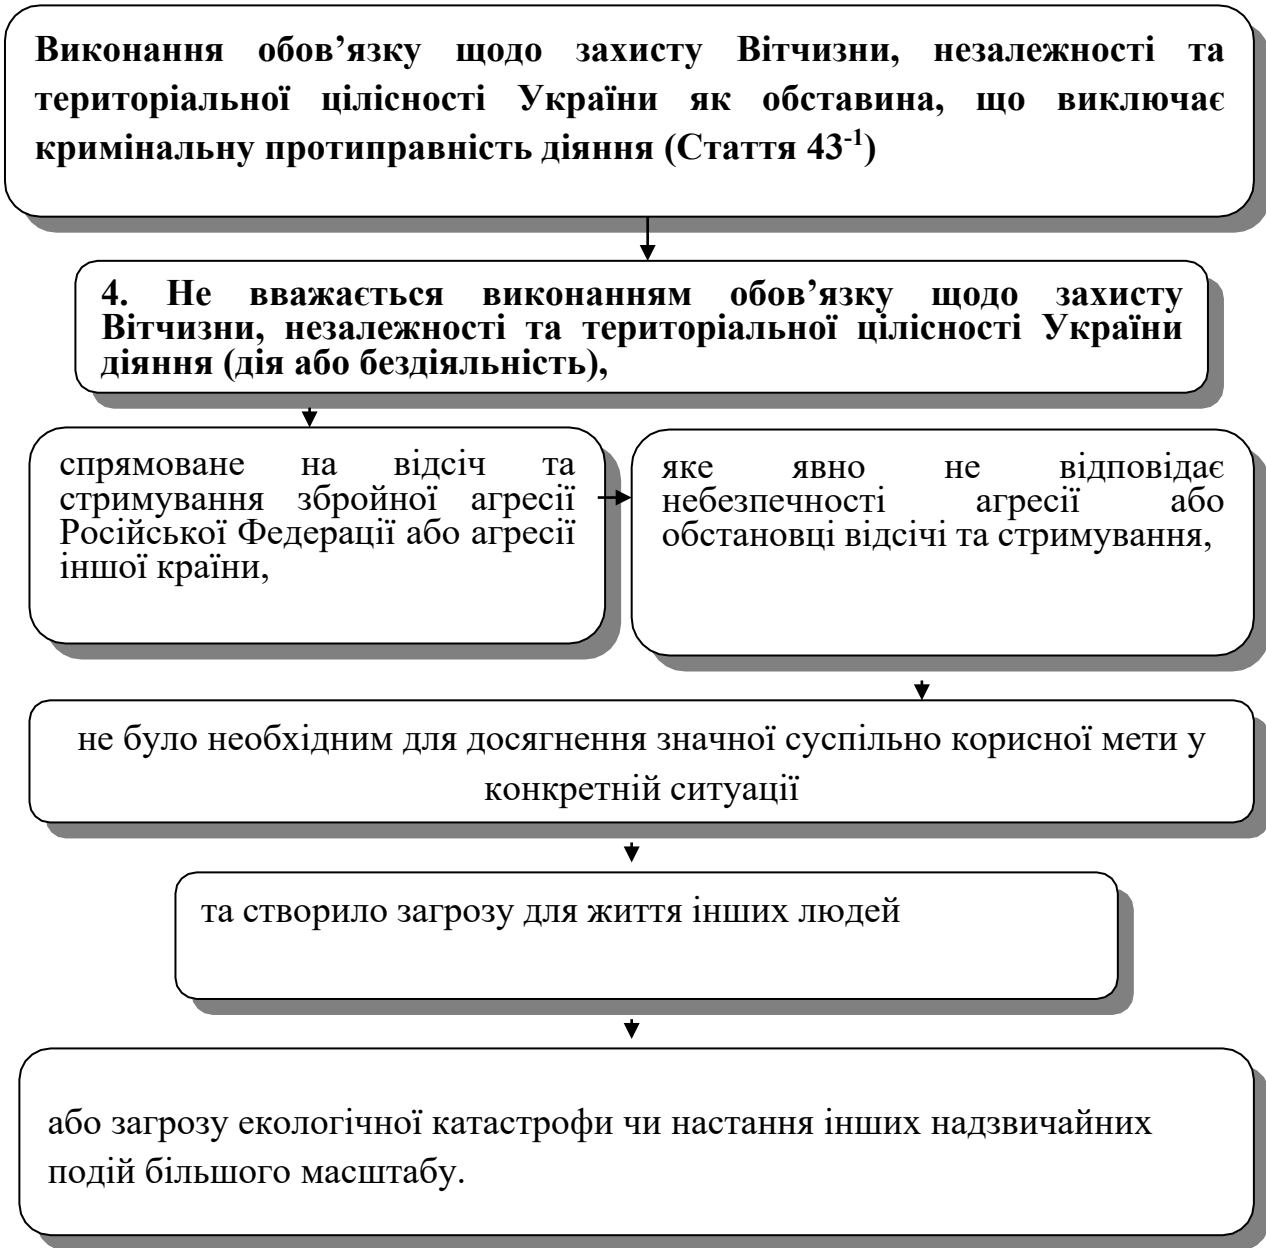 Виконання обов’язку щодо захисту Вітчизни, незалежності та
територіальної цілісності України як обставина, що виключає
кримінальну протиправність діяння (Стаття 43-1)
4. Не вважається виконанням обов’язку щодо захисту
Вітчизни, незалежності та територіальної цілісності України
діяння (дія або бездіяльність),
спрямоване на відсіч та
стримування збройної агресії
Російської Федерації або агресії
іншої країни,
яке явно не відповідає
небезпечності агресії або
обстановці відсічі та стримування,
не було необхідним для досягнення значної суспільно корисної мети у
конкретній ситуації
та створило загрозу для життя інших людей
або загрозу екологічної катастрофи чи настання інших надзвичайних
подій більшого масштабу.